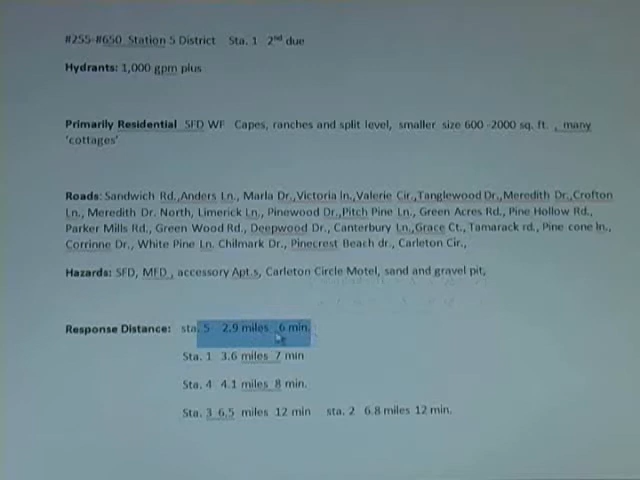 #255-#650 Station 5 District Sta. 1 2nd due
Hydrants: 1,000 gpm plus
Primarily Residential SFD WF Capes, ranches and split level, smaller size 600 -2000 sq. ft. , many
'cottages'
Roads: Sandwich Rd.,Anders Ln., Marla Dr.,Victoria ln.,Valerie Cir.,Tanglewood Dr.,Meredith Dr.,Crofton
Ln., Meredith Dr. North, Limerick Ln., Pinewood Dr.,Pitch Pine Ln., Green Acres Rd., Pine Hollow Rd.,
Parker Mills Rd., Green Wood Rd., Deepwood Dr., Canterbury Ln.,Grace Ct., Tamarack rd., Pine cone ln.,
Corrinne Dr., White Pine Ln. Chilmark Dr., Pinecrest Beach dr., Carleton Cir.,
Hazards: SFD, MFD , accessory Apt.s, Carleton Circle Motel, sand and gravel pit,
Response Distance: sta. 5 2.9 miles 6 min.
Sta. 1 3.6 miles 7 min
Sta. 4 4.1 miles 8 min.
Sta. 3 6.5 miles 12 min sta. 2 6.8 miles 12 min.